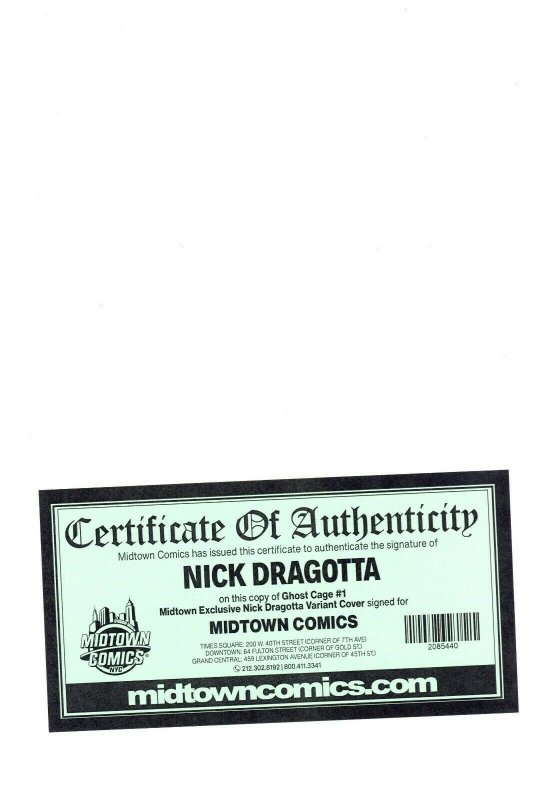 Certificate Of Authenticity
Midtown Comics has issued this certificate to authenticate the signature of
NICK DRAGOTTA
on this copy of Ghost Cage #1
Midtown Exclusive Nick Dragotta Variant Cover signed for
MIDTOWN COMICS
TIMES SQUARE: 200 W. 40TH STREET (CORNER OF 7TH AVE)
DOWNTOWN: 64 FULTON STREET (CORNER OF GOLD ST.)
GRAND CENTRAL: 459 LEXINGTON AVENUE (CORNER OF 45TH ST.)
212.302.8192 | 800.411.3341
midtowncomics.com
MIDTOWN
COMICS
NYC
2085440